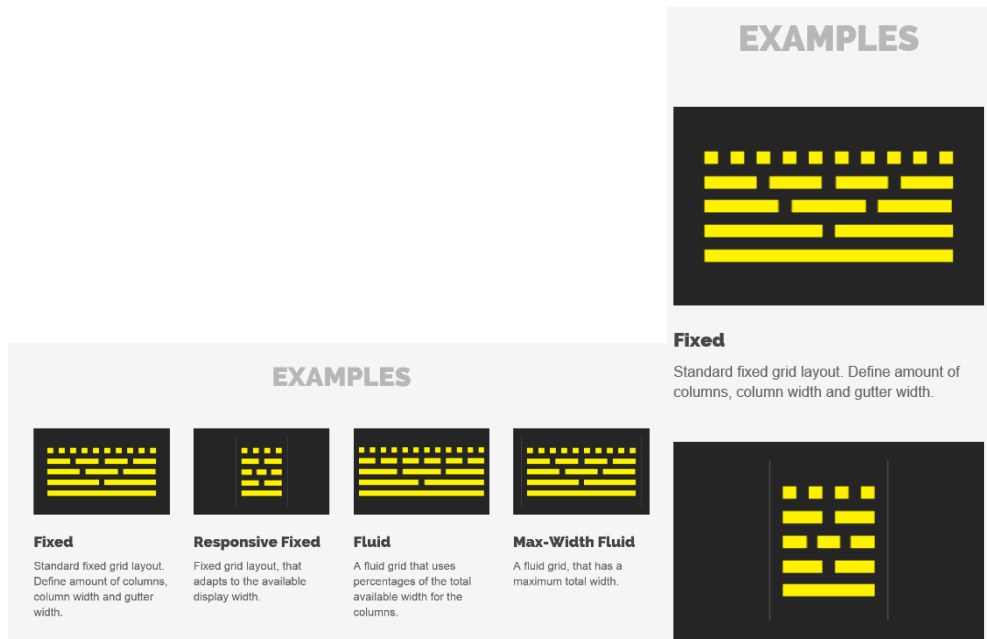 EXAMPLES
Fixed
Standard fixed grid layout.
Define amount of columns,
column width and gutter
width.
Responsive Fixed
Fixed grid layout, that
adapts to the available
display width.
Fluid
A fluid grid that uses
percentages of the total
available width for the
columns.
Max-Width Fluid
A fluid grid, that has a
maximum total width.
EXAMPLES
Fixed
Standard fixed grid layout. Define amount of
columns, column width and gutter width.